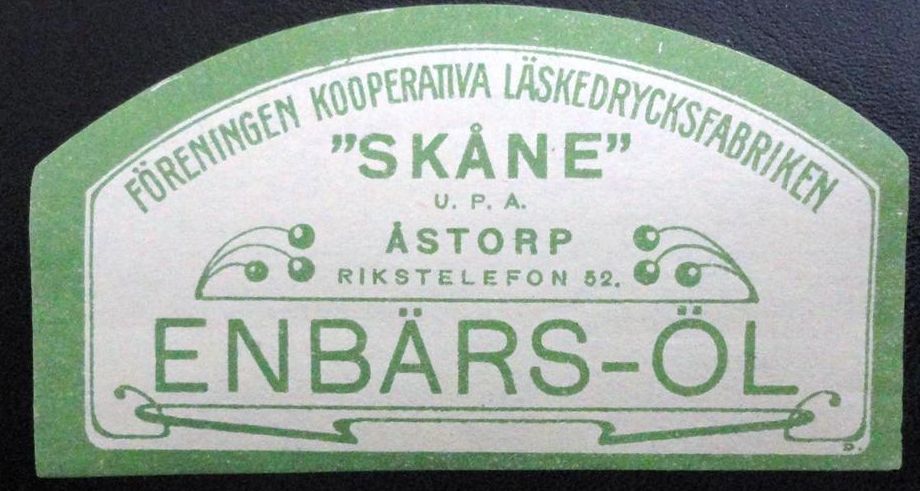 FÖRENINGEN KOOPERATIVA LÄSKEDRYCKSFABRIKEN
"SKÅNE"
U. P. A.
ÅSTORP
RIKSTELEFON 52.
ENBÄRS-ÖL
D.